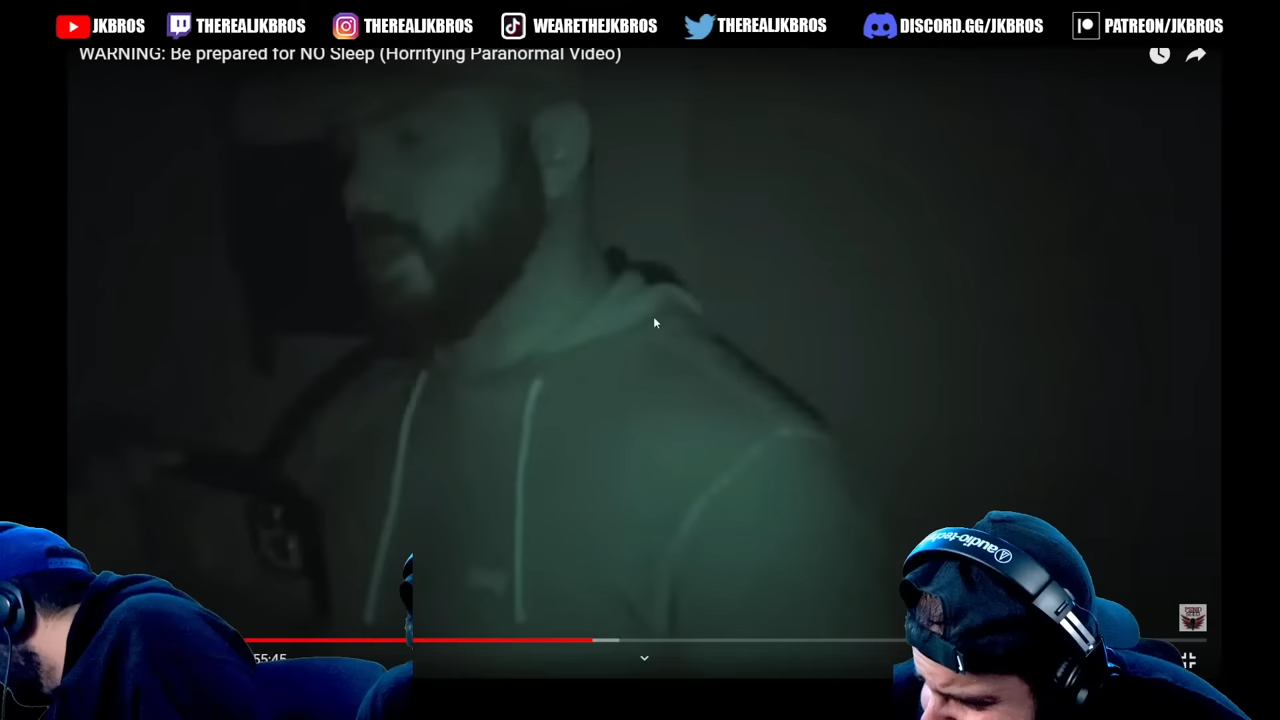 JKBROS THEREALJKBROS THEREALJKBROS WEARETHEJKBROS THEREALJKBROS DISCORD.GG/JKBROS PATREON/JKBROS
WARNING: Be prepared for NO Sleep (Horrifying Paranormal Video)
audio-tech
55:45